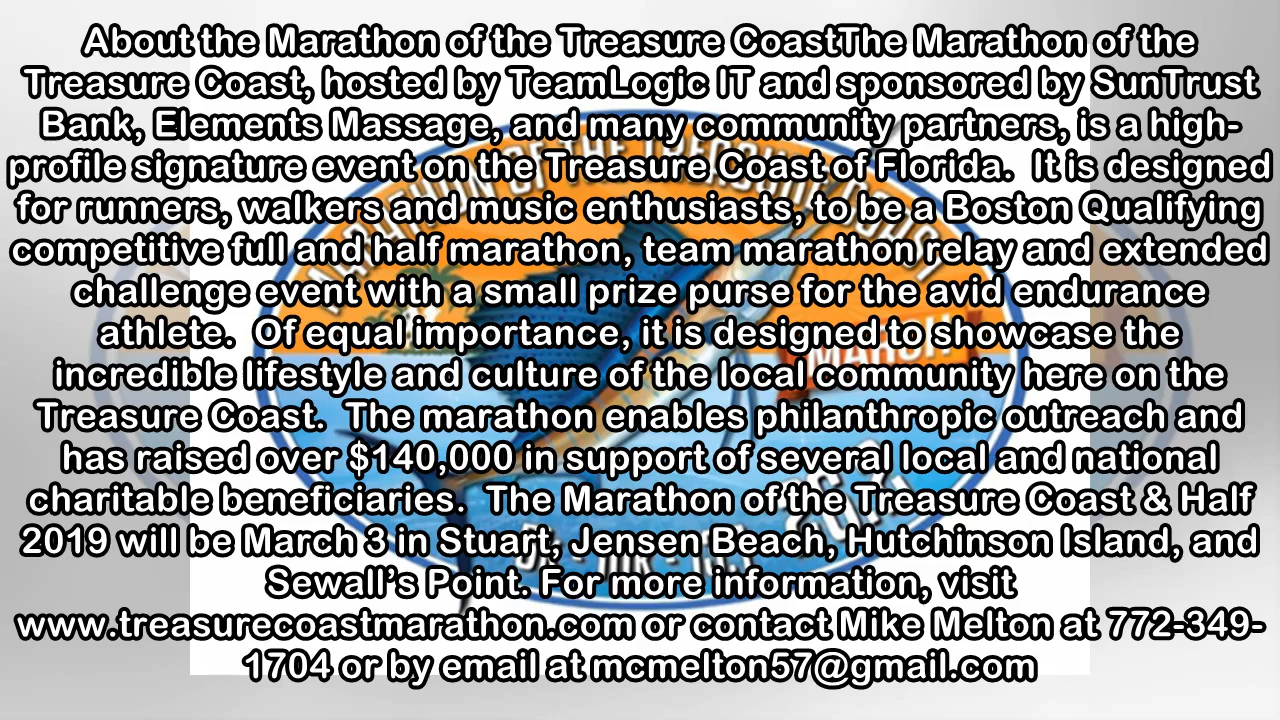 About the Marathon of the Treasure CoastThe Marathon of the
Treasure Coast, hosted by TeamLogic IT and sponsored by SunTrust
Bank, Elements Massage, and many community partners, is a high-
profile signature event on the Treasure Coast of Florida.  It is designed
for runners, walkers and music enthusiasts, to be a Boston Qualifying
competitive full and half marathon, team marathon relay and extended
challenge event with a small prize purse for the avid endurance
athlete.  Of equal importance, it is designed to showcase the
incredible lifestyle and culture of the local community here on the
Treasure Coast.  The marathon enables philanthropic outreach and
has raised over $140,000 in support of several local and national
charitable beneficiaries.  The Marathon of the Treasure Coast & Half
2019 will be March 3 in Stuart, Jensen Beach, Hutchinson Island, and
Sewall’s Point. For more information, visit
www.treasurecoastmarathon.com or contact Mike Melton at 772-349-
1704 or by email at mcmelton57@gmail.com
MARATHON OF THE TREASURE COAST
MARCH